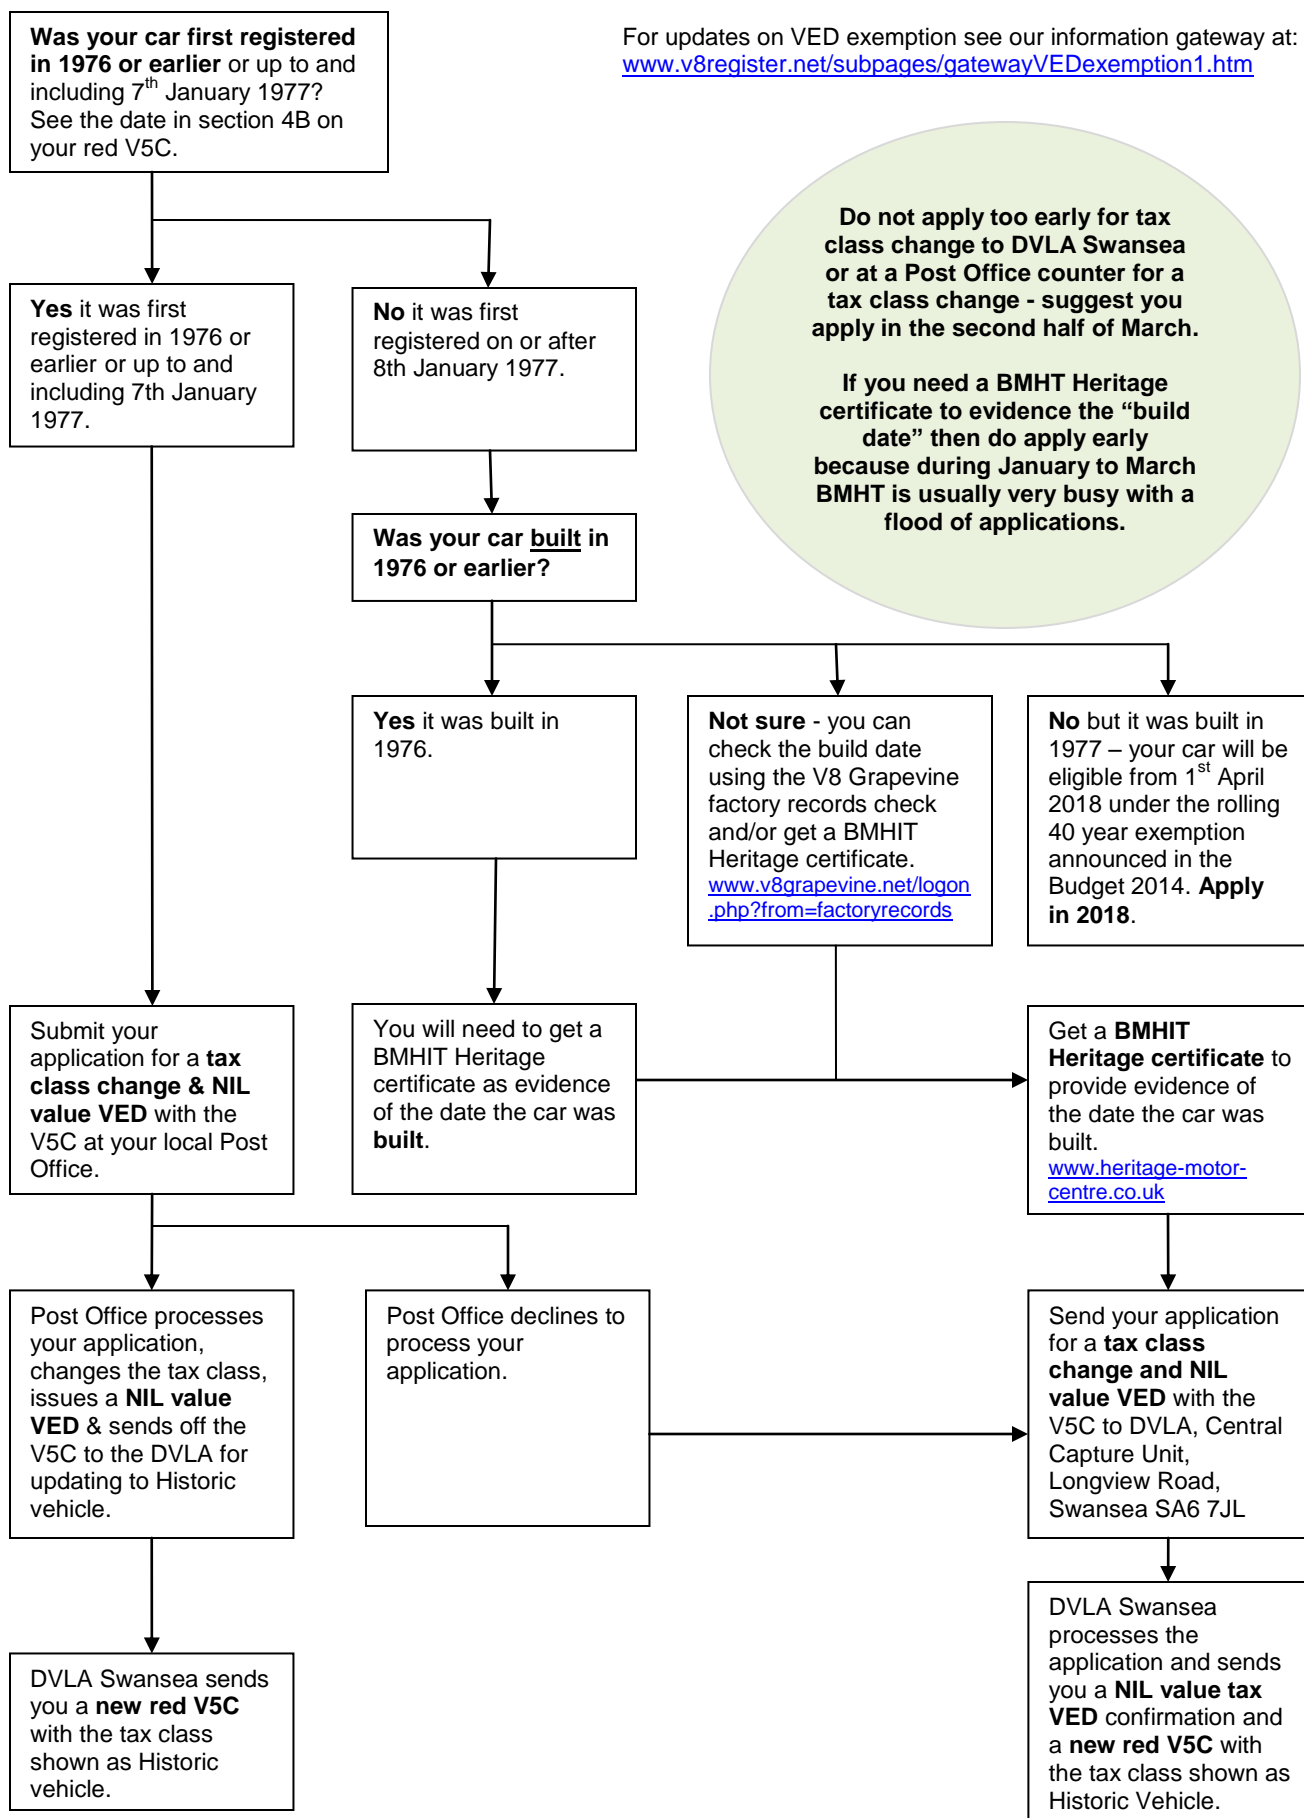 Was your car first registered
in 1976 or earlier or up to and
including 7th January 1977?
See the date in section 4B on
your red V5C.
For updates on VED exemption see our information gateway at:
www.v8register.net/subpages/gatewayVEDexemption1.htm
Do not apply too early for tax
class change to DVLA Swansea
or at a Post Office counter for a
tax class change - suggest you
apply in the second half of March.
If you need a BMHT Heritage
certificate to evidence the “build
date” then do apply early
because during January to March
BMHT is usually very busy with a
flood of applications.
Yes it was first
registered in 1976 or
earlier or up to and
including 7th January
1977.
No it was first
registered on or after
8th January 1977.
Was your car built in
1976 or earlier?
Yes it was built in
1976.
Not sure - you can
check the build date
using the V8 Grapevine
factory records check
and/or get a BMHIT
Heritage certificate.
www.v8grapevine.net/logon
.php?from=factoryrecords
No but it was built in
1977 – your car will be
eligible from 1st April
2018 under the rolling
40 year exemption
announced in the
Budget 2014. Apply
in 2018.
Submit your
application for a tax
class change & NIL
value VED with the
V5C at your local Post
Office.
You will need to get a
BMHIT Heritage
certificate as evidence
of the date the car was
built.
Get a BMHIT
Heritage certificate to
provide evidence of
the date the car was
built.
www.heritage-motor-
centre.co.uk
Post Office processes
your application,
changes the tax class,
issues a NIL value
VED & sends off the
V5C to the DVLA for
updating to Historic
vehicle.
Post Office declines to
process your
application.
Send your application
for a tax class
change and NIL
value VED with the
V5C to DVLA, Central
Capture Unit,
Longview Road,
Swansea SA6 7JL
DVLA Swansea sends
you a new red V5C
with the tax class
shown as Historic
vehicle.
DVLA Swansea
processes the
application and sends
you a NIL value tax
VED confirmation and
a new red V5C with
the tax class shown as
Historic Vehicle.